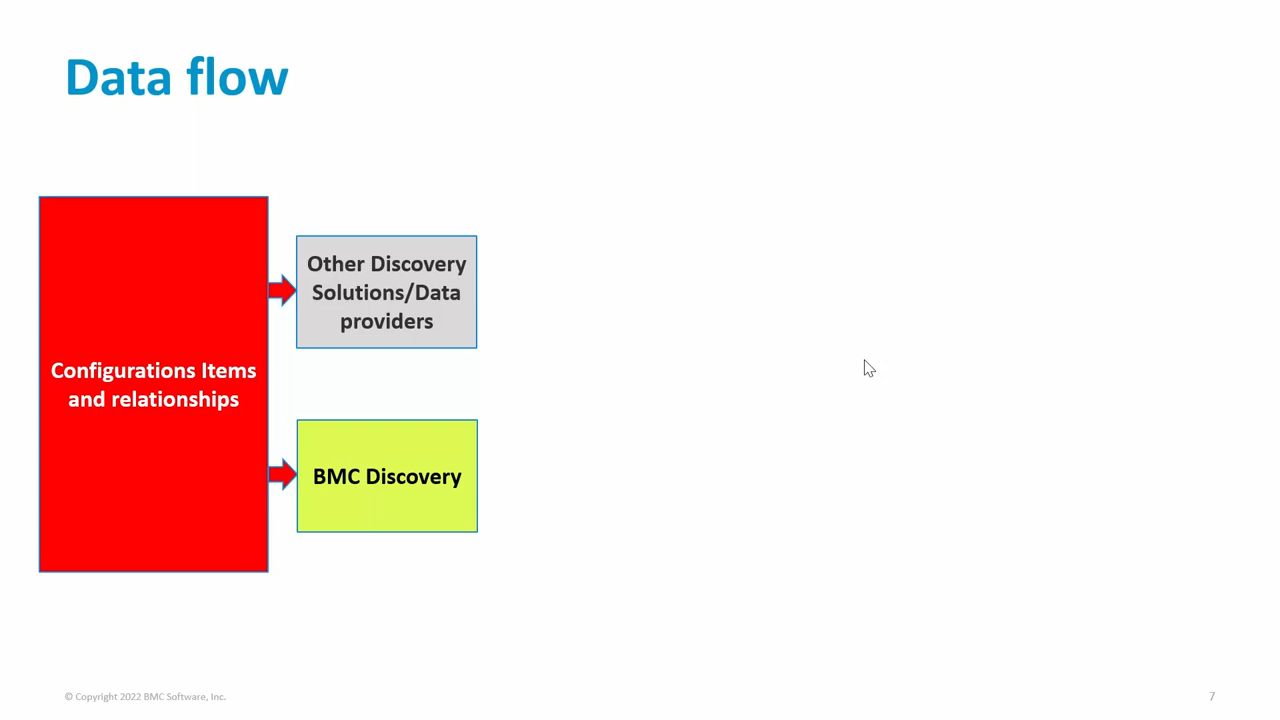 Data flow
Configurations Items
and relationships
Other Discovery
Solutions/Data
providers
BMC Discovery
© Copyright 2022 BMC Software, Inc.
7